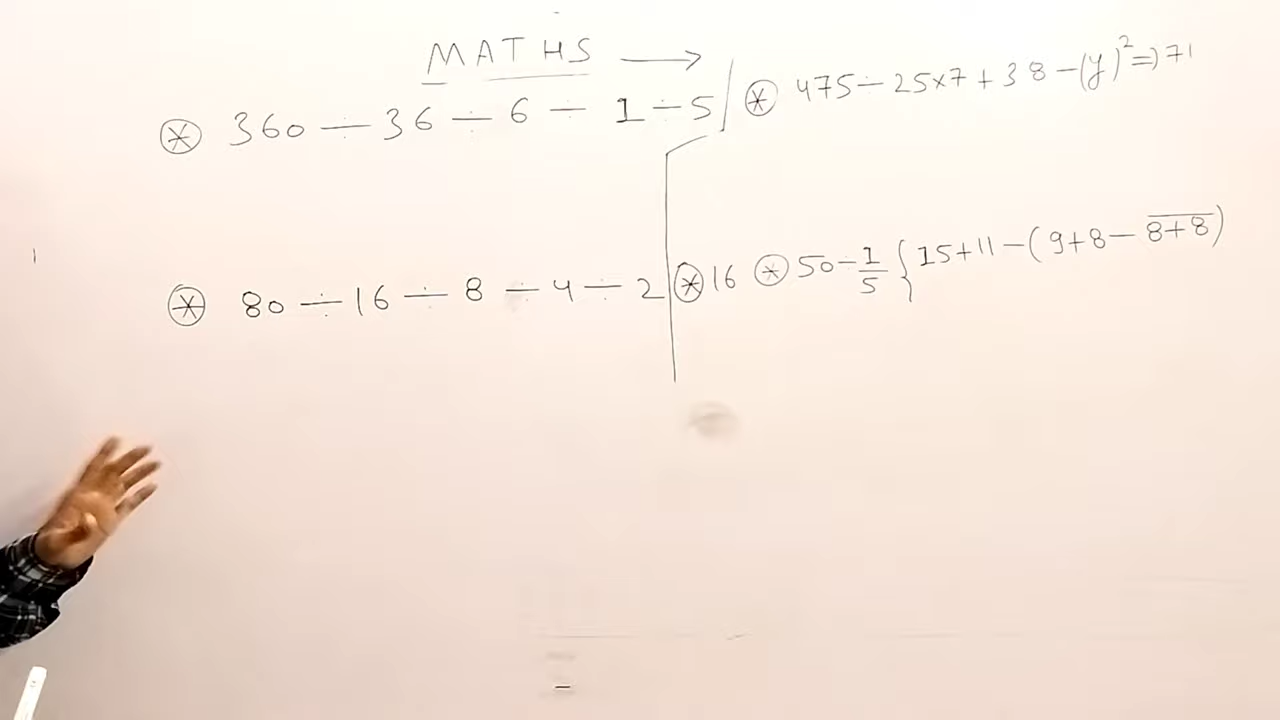 MATHS →
⊛ 360 ÷ 36 ÷ 6 ÷ 1 ÷ 5
⊛ 475 ÷ 25×7 + 38 - (y)² => 71
⊛ 80 ÷ 16 ÷ 8 ÷ 4 ÷ 2
⊛ 16 ⊛ 50 ÷ 1/5 { 15 + 11 - (9 + 8 - 8̅+̅8̅)